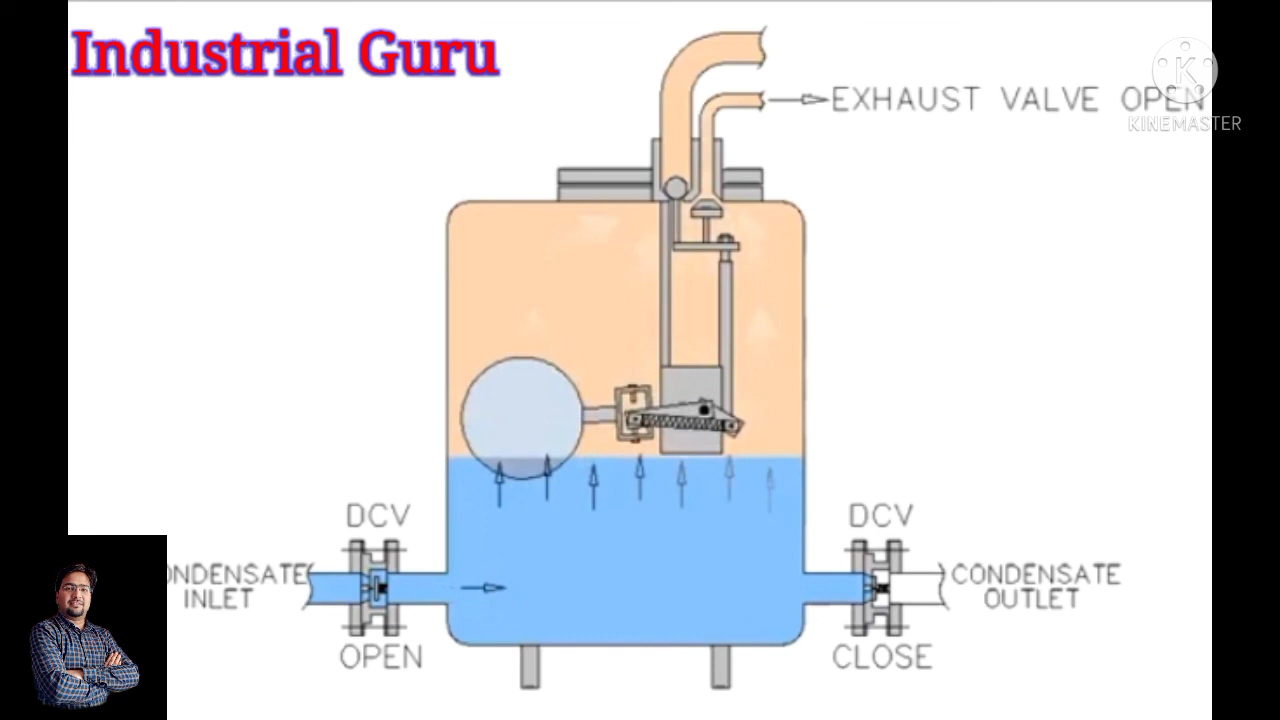 Industrial Guru
EXHAUST VALVE OPEN
K
KINEMASTER
DCV
DCV
ONDENSATE
INLET
CONDENSATE
OUTLET
OPEN
CLOSE